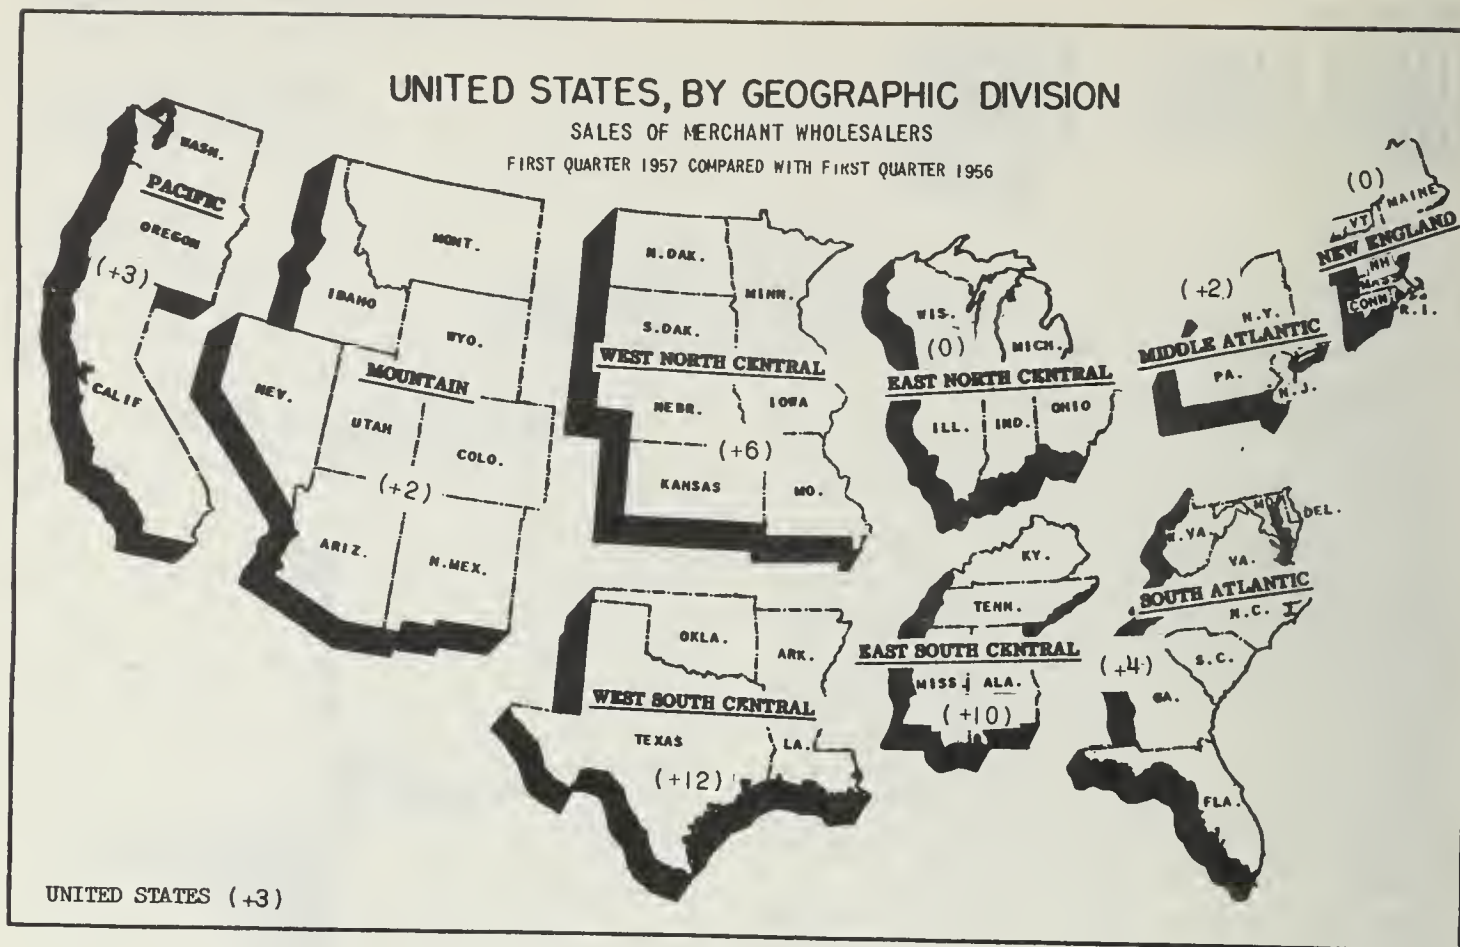 UNITED STATES, BY GEOGRAPHIC DIVISION
SALES OF MERCHANT WHOLESALERS
FIRST QUARTER 1957 COMPARED WITH FIRST QUARTER 1956
WASH.
PACIFIC
OREGON
(+3)
CALIF
MONT.
IDAHO
WYO.
MOUNTAIN
NEV.
UTAH
COLO.
(+2)
ARIZ.
N.MEX.
N.DAK.
MINN.
S.DAK.
WEST NORTH CENTRAL
NEBR.
IOWA
(+6)
KANSAS
MO.
OKLA.
ARK.
WEST SOUTH CENTRAL
TEXAS
LA.
(+12)
WIS.
(0)
MICH.
EAST NORTH CENTRAL
ILL.
IND.
OHIO
KY.
TENN.
EAST SOUTH CENTRAL
MISS.
ALA.
(+10)
(+2)
N.Y.
MIDDLE ATLANTIC
PA.
N.J.
(0)
MAINE
VT
NEW ENGLAND
NH
MAS
CONN
R.I.
MD
DEL.
W.VA.
VA.
SOUTH ATLANTIC
N.C.
(+4)
S.C.
GA.
FLA.
UNITED STATES (+3)